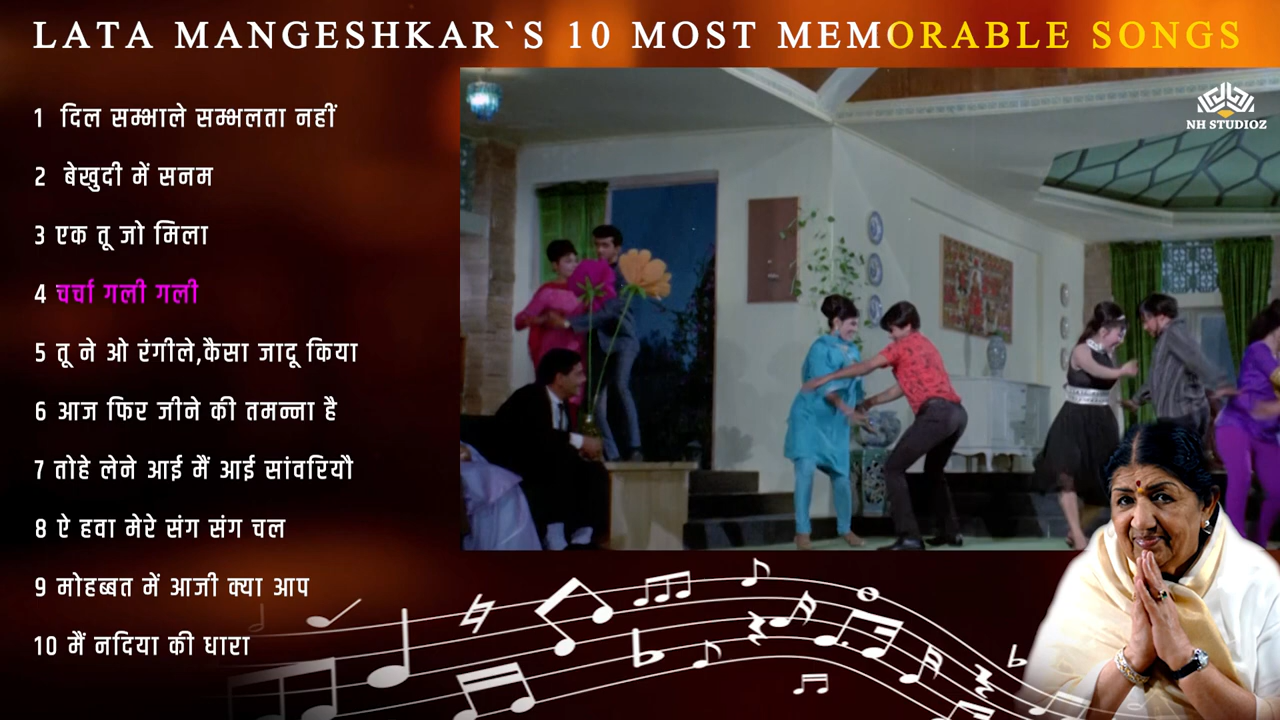 LATA MANGESHKAR`S 10 MOST MEMORABLE SONGS
NH STUDIOZ
1 दिल सम्भाले सम्भलता नहीं
2 बेखुदी में सनम
3 एक तू जो मिला
4 चर्चा गली गली
5 तू ने ओ रंगीले,कैसा जादू किया
6 आज फिर जीने की तमन्ना है
7 तोहे लेने आई मैं आई सांवरियौ
8 ऐ हवा मेरे संग संग चल
9 मोहब्बत में आजी क्या आप
10 मैं नदिया की धारा